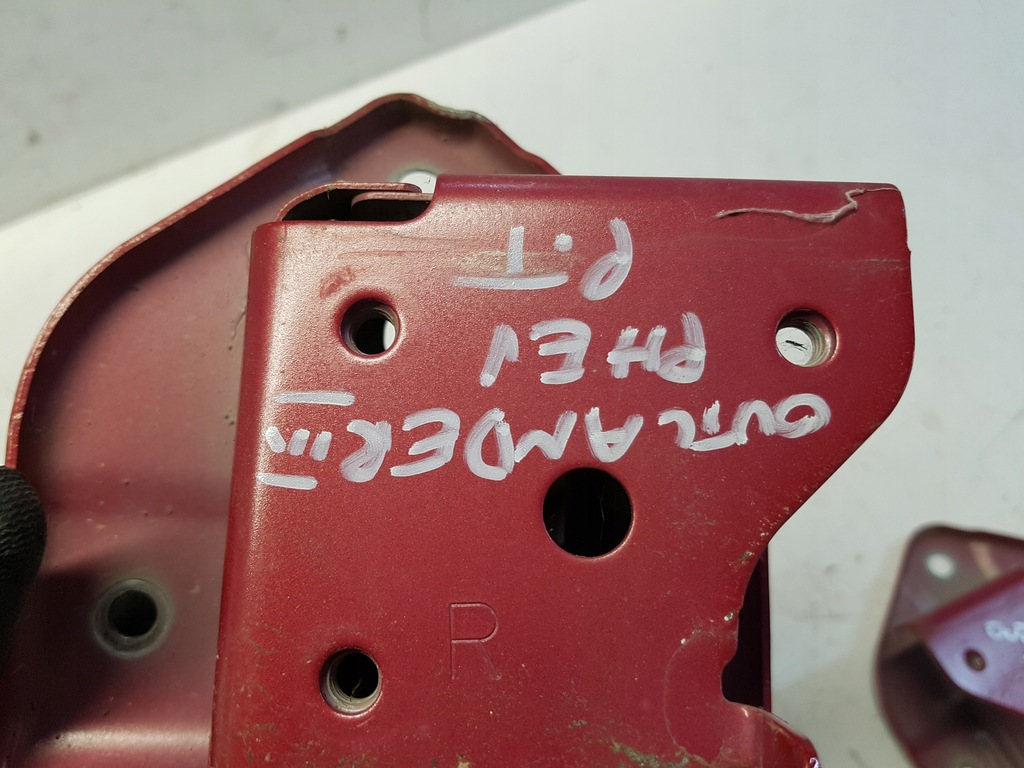 OUTLANDER III
PHEV
P.T
R